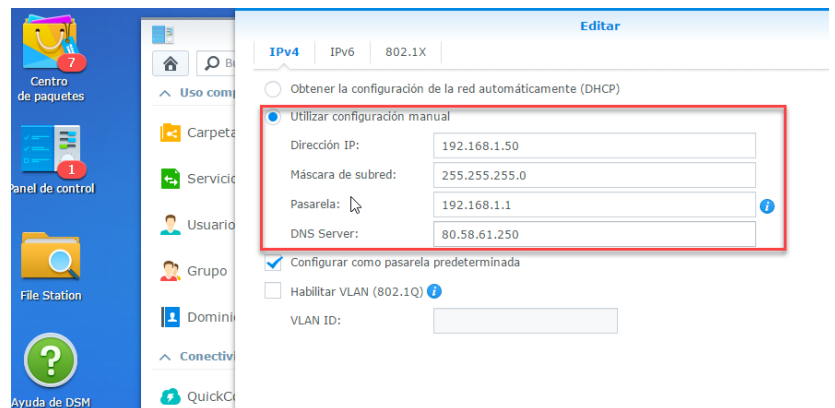 7
Centro
de paquetes
1
Panel de control
File Station
?
Ayuda de DSM
Uso
Carpeta
Servicio
Usuario
Grupo
QuickCo
Editar
IPv4 IPv6 802.1X
Obtener la configuración de la red automáticamente (DHCP)
Utilizar configuración manual
Dirección IP: 192.168.1.50
Máscara de subred: 255.255.255.0
Pasarela: 192.168.1.1
DNS Server: 80.58.61.250
Configurar como pasarela predeterminada
Habilitar VLAN (802.1Q)
VLAN ID: